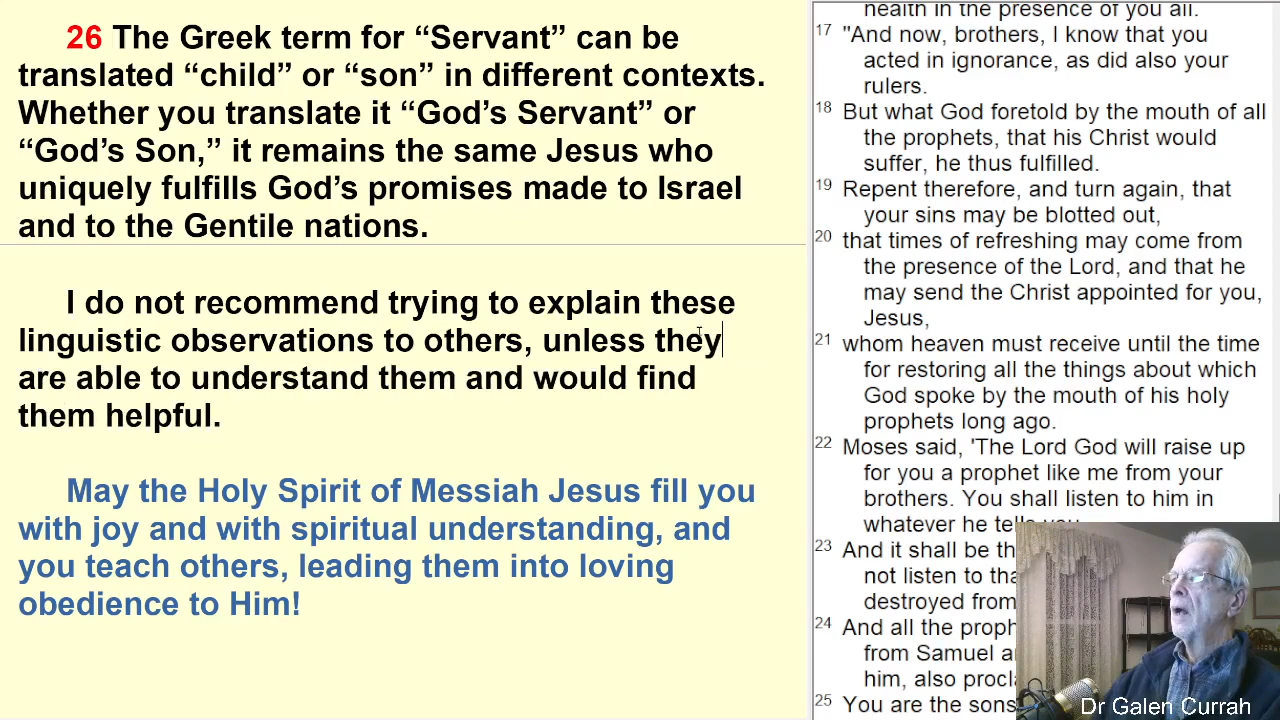 26 The Greek term for “Servant” can be
translated “child” or “son” in different contexts.
Whether you translate it “God’s Servant” or
“God’s Son,” it remains the same Jesus who
uniquely fulfills God’s promises made to Israel
and to the Gentile nations.
I do not recommend trying to explain these
linguistic observations to others, unless they
are able to understand them and would find
them helpful.
May the Holy Spirit of Messiah Jesus fill you
with joy and with spiritual understanding, and
you teach others, leading them into loving
obedience to Him!
health in the presence of you all.
17 "And now, brothers, I know that you
acted in ignorance, as did also your
rulers.
18 But what God foretold by the mouth of all
the prophets, that his Christ would
suffer, he thus fulfilled.
19 Repent therefore, and turn again, that
your sins may be blotted out,
20 that times of refreshing may come from
the presence of the Lord, and that he
may send the Christ appointed for you,
Jesus,
21 whom heaven must receive until the time
for restoring all the things about which
God spoke by the mouth of his holy
prophets long ago.
22 Moses said, 'The Lord God will raise up
for you a prophet like me from your
brothers. You shall listen to him in
whatever he tells you
23 And it shall be
not listen to
destroyed from
24 And all the
from Samuel
him, also
25 You are the sons
Dr Galen Currah